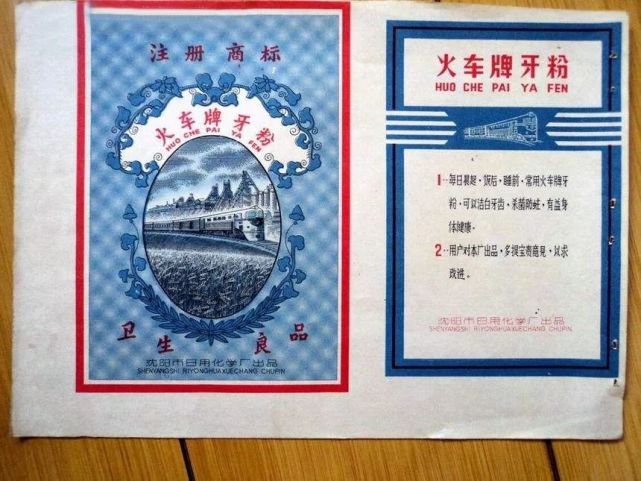 注册 商标
火车牌牙粉
HUO CHE PAI YA FEN
卫生 良品
沈阳市日用化学厂出品
SHENYANGSHI RIYONGHUAXUECHANG CHUPIN
火车牌牙粉
HUO CHE PAI YA FEN
1··每日晨起·饭后·睡前·常用火车牌牙
粉·可以洁白牙齿·杀菌防蛀·有益身
体健康·
2··用户对本厂出品·多提宝贵意见·以求
改进·
沈阳市日用化学厂出品
SHENYANGSHI RIYONGHUAXUECHANG CHUPIN